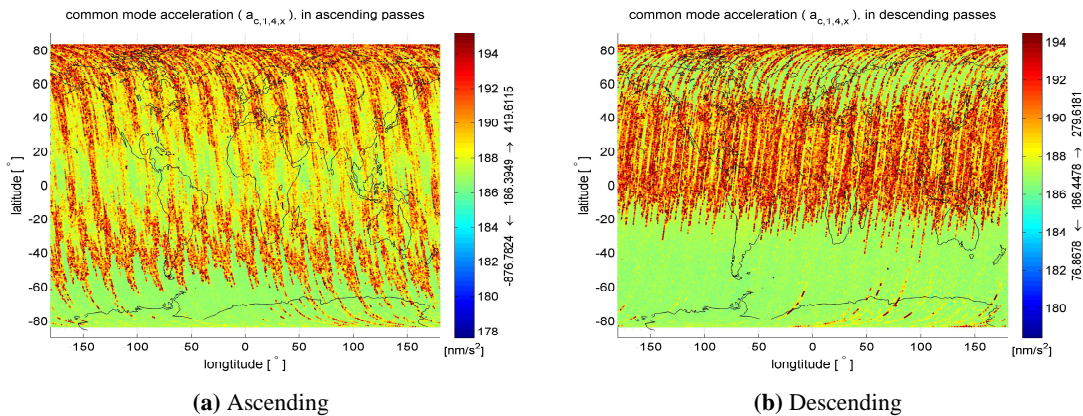 common mode acceleration ( a_c,1,4,x ), in ascending passes
80
60
40
20
0
-20
-40
-60
-80
latitude [ ° ]
150 100 50 0 50 100 150
longtitude [ ° ]
194
192
190
188
186
184
182
180
178
[nm/s²]
-876.7824 ← 186.3949 → 419.6115
(a) Ascending
common mode acceleration ( a_c,1,4,x ), in descending passes
80
60
40
20
0
-20
-40
-60
-80
latitude [ ° ]
150 100 50 0 50 100 150
longtitude [ ° ]
194
192
190
188
186
184
182
180
[nm/s²]
76.8678 ← 186.4478 → 279.6181
(b) Descending